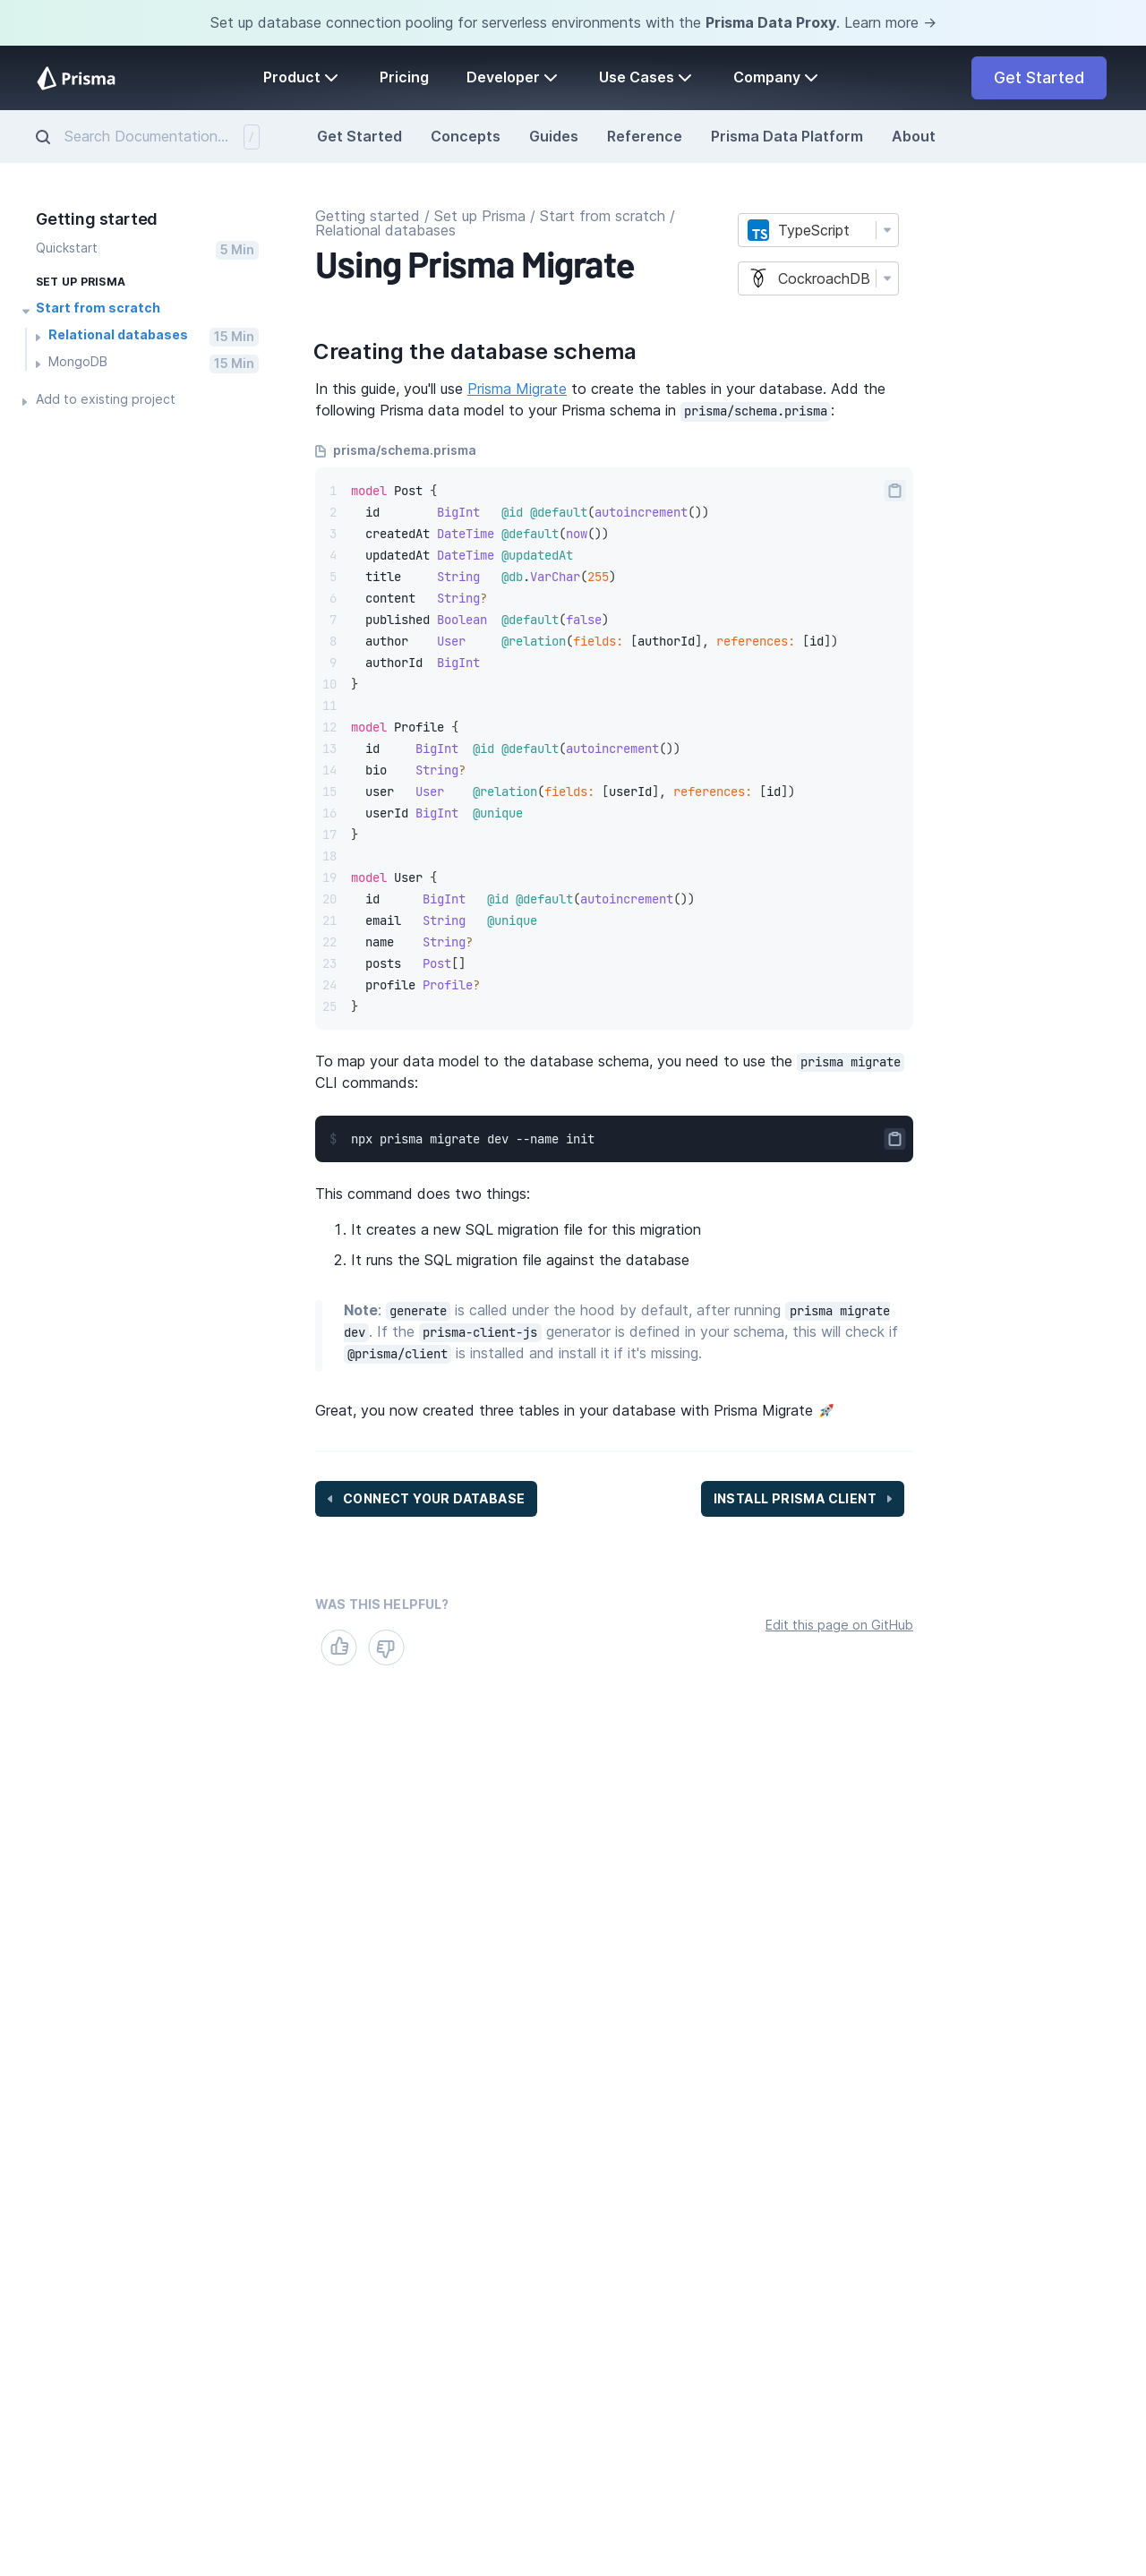 Set up database connection pooling for serverless environments with the Prisma Data Proxy. Learn more →
Prisma
Product
Pricing
Developer
Use Cases
Company
Get Started
Search Documentation...
/
Get Started
Concepts
Guides
Reference
Prisma Data Platform
About
Getting started
Quickstart
5 Min
SET UP PRISMA
Start from scratch
Relational databases
15 Min
MongoDB
15 Min
Add to existing project
Getting started / Set up Prisma / Start from scratch /
Relational databases
Using Prisma Migrate
TS TypeScript
CockroachDB
Creating the database schema
In this guide, you'll use Prisma Migrate to create the tables in your database. Add the
following Prisma data model to your Prisma schema in prisma/schema.prisma:
prisma/schema.prisma
1 model Post {
2   id        BigInt   @id @default(autoincrement())
3   createdAt DateTime @default(now())
4   updatedAt DateTime @updatedAt
5   title     String   @db.VarChar(255)
6   content   String?
7   published Boolean  @default(false)
8   author    User     @relation(fields: [authorId], references: [id])
9   authorId  BigInt
10 }
11
12 model Profile {
13   id     BigInt  @id @default(autoincrement())
14   bio    String?
15   user   User    @relation(fields: [userId], references: [id])
16   userId BigInt  @unique
17 }
18
19 model User {
20   id      BigInt   @id @default(autoincrement())
21   email   String   @unique
22   name    String?
23   posts   Post[]
24   profile Profile?
25 }
To map your data model to the database schema, you need to use the prisma migrate
CLI commands:
$ npx prisma migrate dev --name init
This command does two things:
1. It creates a new SQL migration file for this migration
2. It runs the SQL migration file against the database
Note: generate is called under the hood by default, after running prisma migrate
dev. If the prisma-client-js generator is defined in your schema, this will check if
@prisma/client is installed and install it if it's missing.
Great, you now created three tables in your database with Prisma Migrate 🚀
CONNECT YOUR DATABASE
INSTALL PRISMA CLIENT
WAS THIS HELPFUL?
Edit this page on GitHub